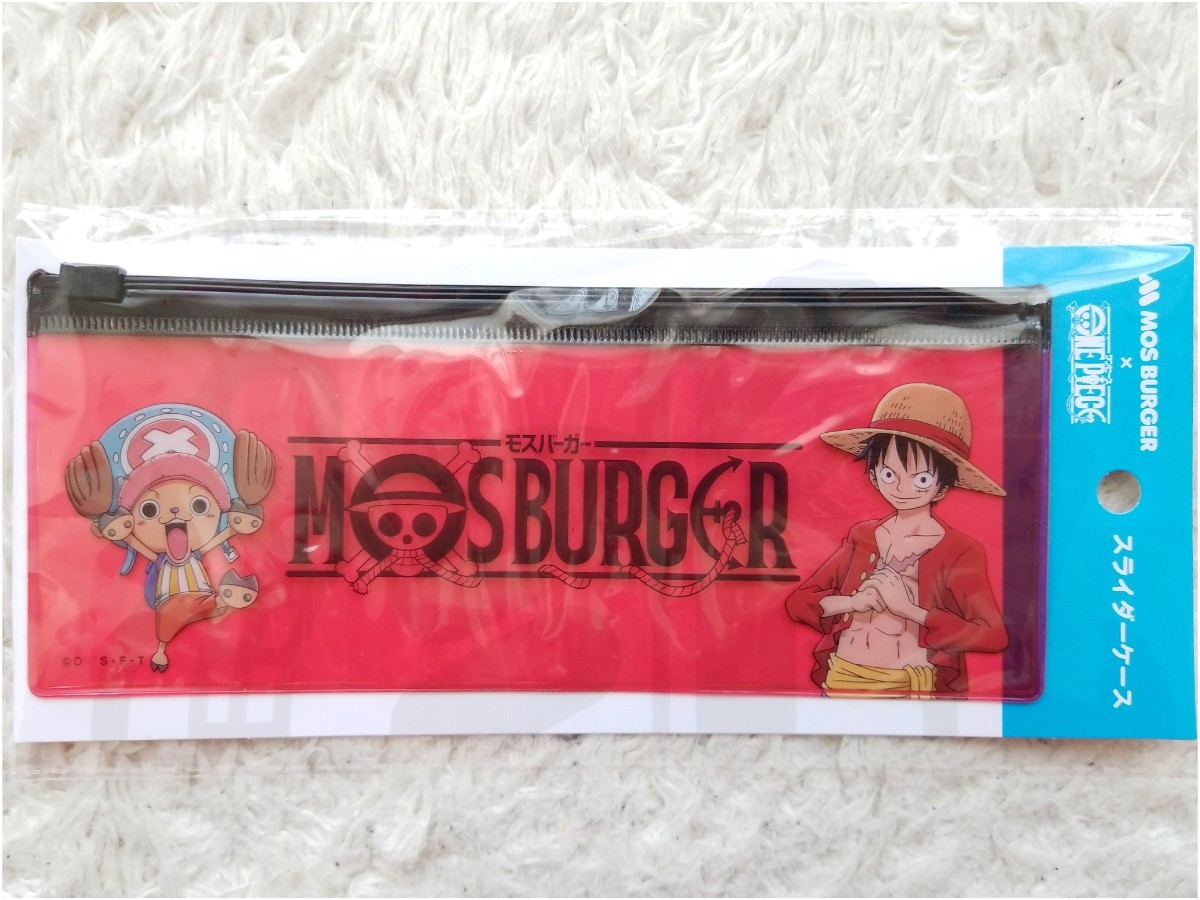 モスバーガー
MOSBURGER
©O S・F・T
MOS BURGER
×
ONE PIECE
スライダーケース